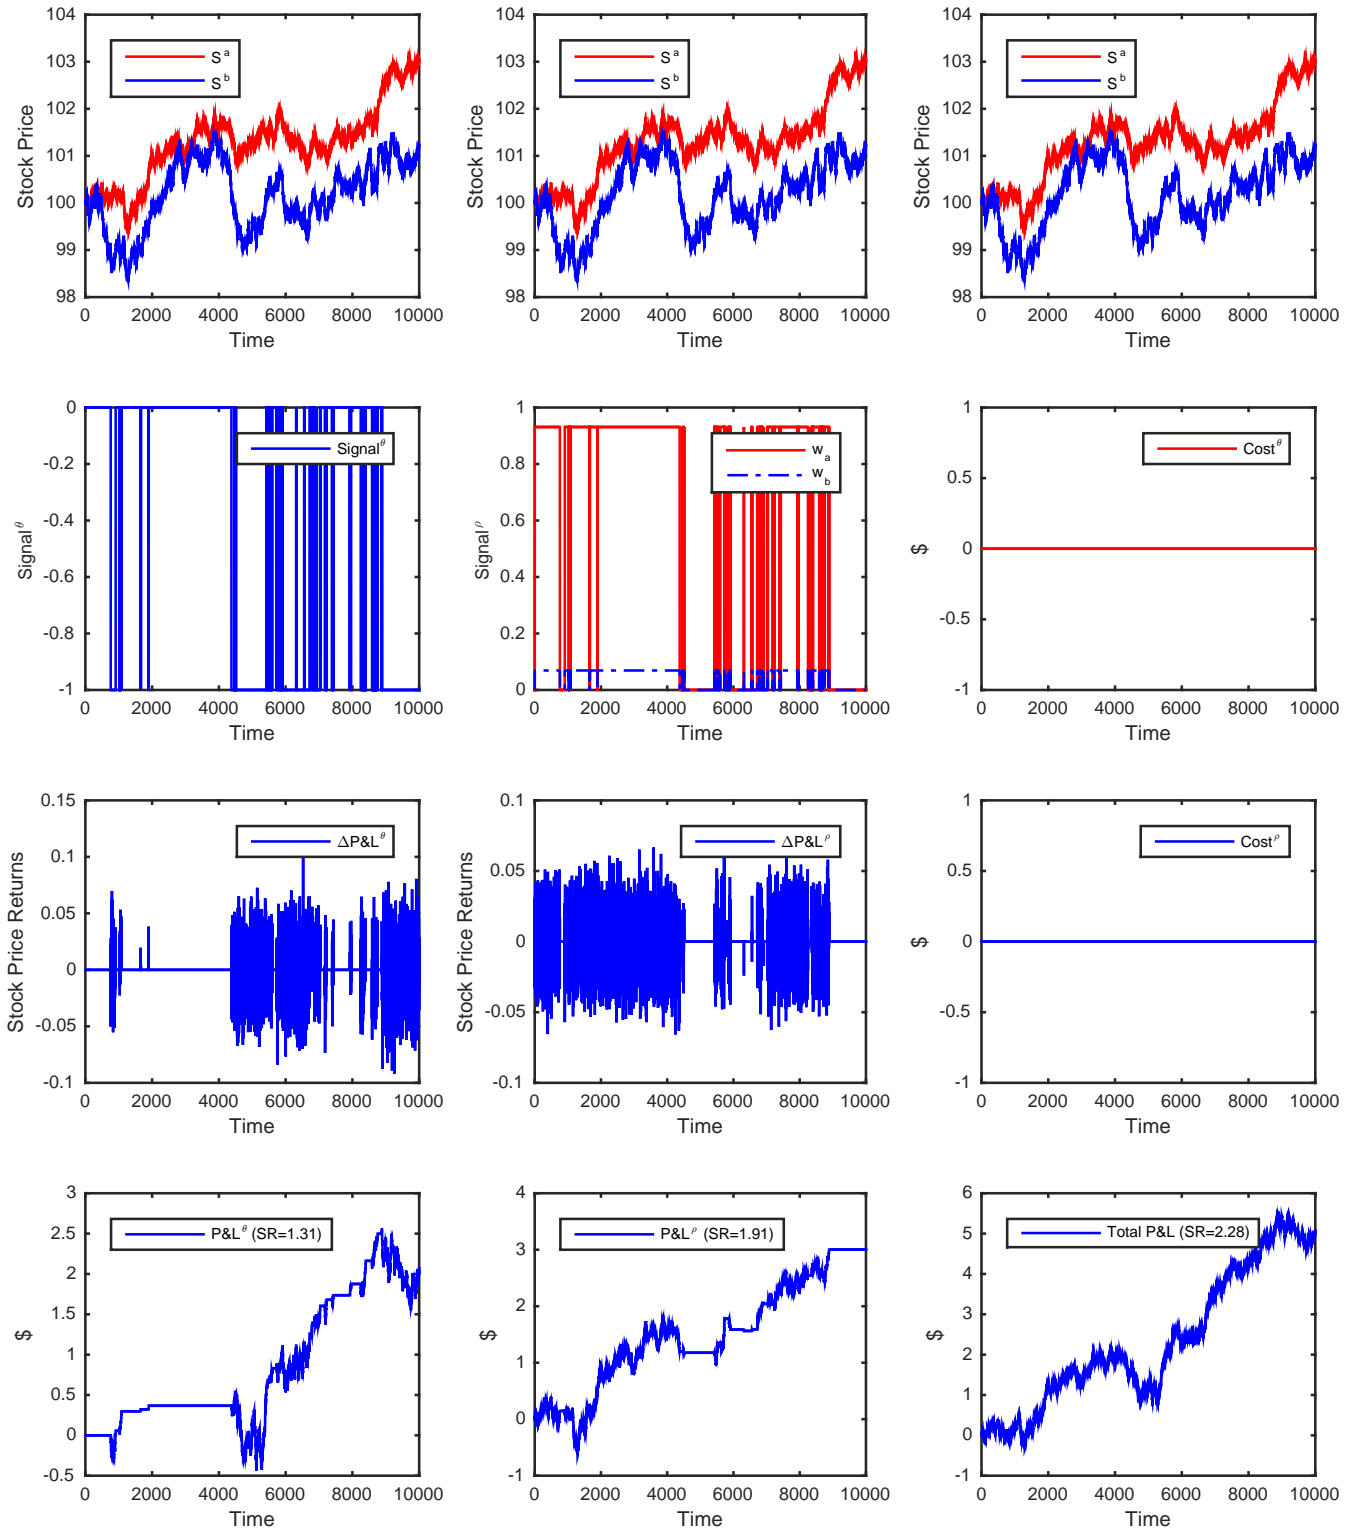 104
103
102
101
100
99
98
Stock Price
S^a
S^b
0 2000 4000 6000 8000 10000
Time
104
103
102
101
100
99
98
Stock Price
S^a
S^b
0 2000 4000 6000 8000 10000
Time
104
103
102
101
100
99
98
Stock Price
S^a
S^b
0 2000 4000 6000 8000 10000
Time
0
-0.2
-0.4
-0.6
-0.8
-1
Signal^θ
Signal^θ
0 2000 4000 6000 8000 10000
Time
1
0.8
0.6
0.4
0.2
0
Signal^ρ
w_a
w_b
0 2000 4000 6000 8000 10000
Time
1
0.5
0
-0.5
-1
$
Cost^θ
0 2000 4000 6000 8000 10000
Time
0.15
0.1
0.05
0
-0.05
-0.1
Stock Price Returns
ΔP&L^θ
0 2000 4000 6000 8000 10000
Time
0.1
0.05
0
-0.05
-0.1
Stock Price Returns
ΔP&L^ρ
0 2000 4000 6000 8000 10000
Time
1
0.5
0
-0.5
-1
$
Cost^ρ
0 2000 4000 6000 8000 10000
Time
3
2.5
2
1.5
1
0.5
0
-0.5
$
P&L^θ (SR=1.31)
0 2000 4000 6000 8000 10000
Time
4
3
2
1
0
-1
$
P&L^ρ (SR=1.91)
0 2000 4000 6000 8000 10000
Time
6
5
4
3
2
1
0
-1
$
Total P&L (SR=2.28)
0 2000 4000 6000 8000 10000
Time